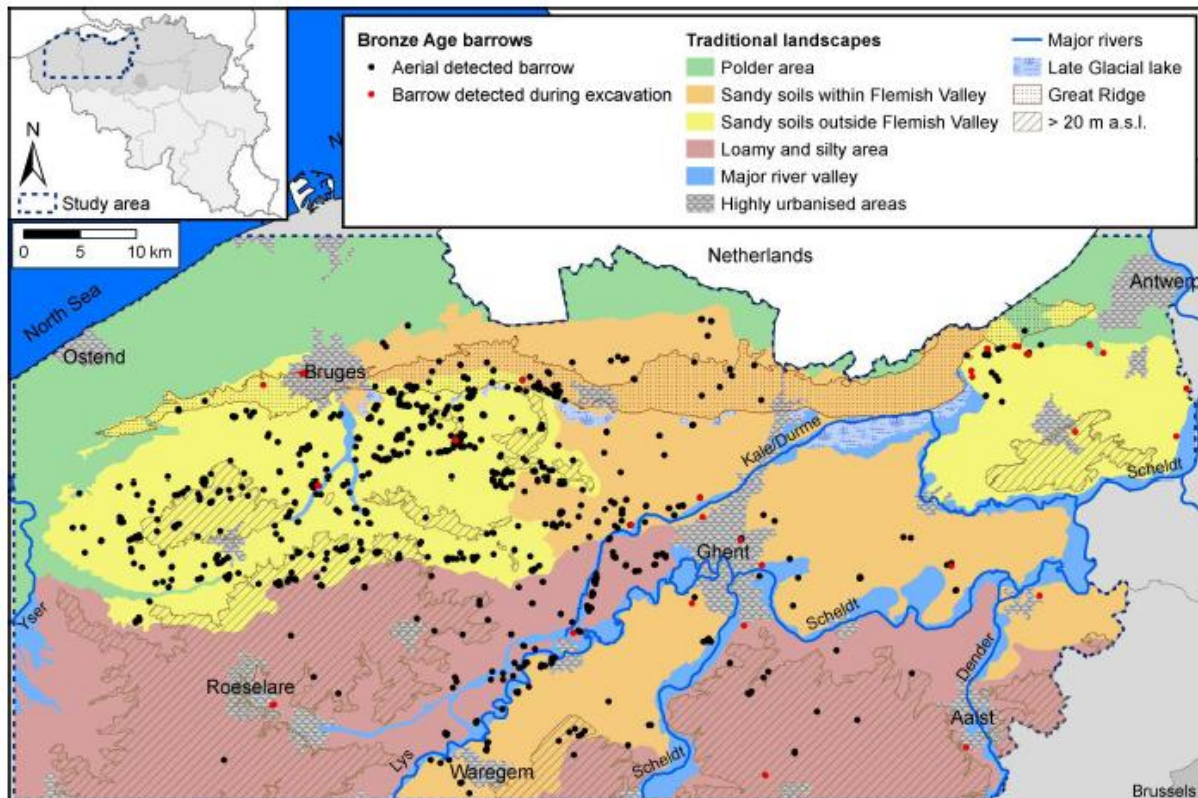 N
Study area
0 5 10 km
Bronze Age barrows
Aerial detected barrow
Barrow detected during excavation
Traditional landscapes
Polder area
Sandy soils within Flemish Valley
Sandy soils outside Flemish Valley
Loamy and silty area
Major river valley
Highly urbanised areas
Major rivers
Late Glacial lake
Great Ridge
> 20 m a.s.l.
N
Netherlands
North Sea
Antwerp
Ostend
Bruges
Kale/Durme
Scheldt
Ghent
Yser
Scheldt
Dender
Roeselare
Aalst
Lys
Waregem
Scheldt
Brussels